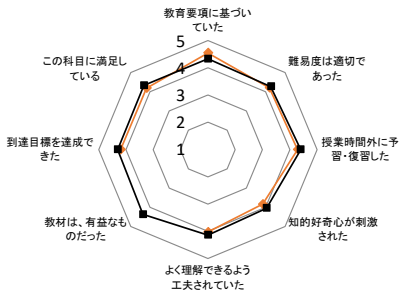 教育要項に基づい
ていた
難易度は適切で
あった
授業時間外に予
習・復習した
知的好奇心が刺激
された
よく理解できるよう
工夫されていた
教材は、有益なも
のだった
到達目標を達成で
きた
この科目に満足し
ている
5
4
3
2
1